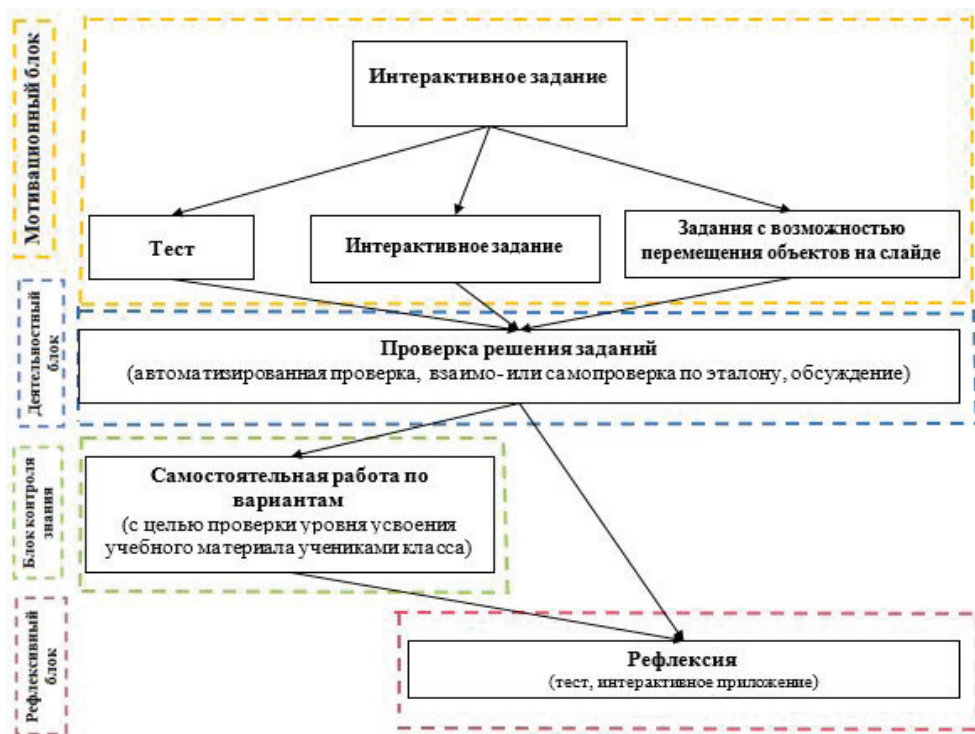 Мотивационный блок
Интерактивное задание
Тест
Интерактивное задание
Задания с возможностью
перемещения объектов на слайде
Деятельностный
блок
Проверка решения заданий
(автоматизированная проверка, взаимо- или самопроверка по эталону, обсуждение)
Блок контроля
знания
Самостоятельная работа по
вариантам
(с целью проверки уровня усвоения
учебного материала учениками класса)
Рефлексивный
блок
Рефлексия
(тест, интерактивное приложение)